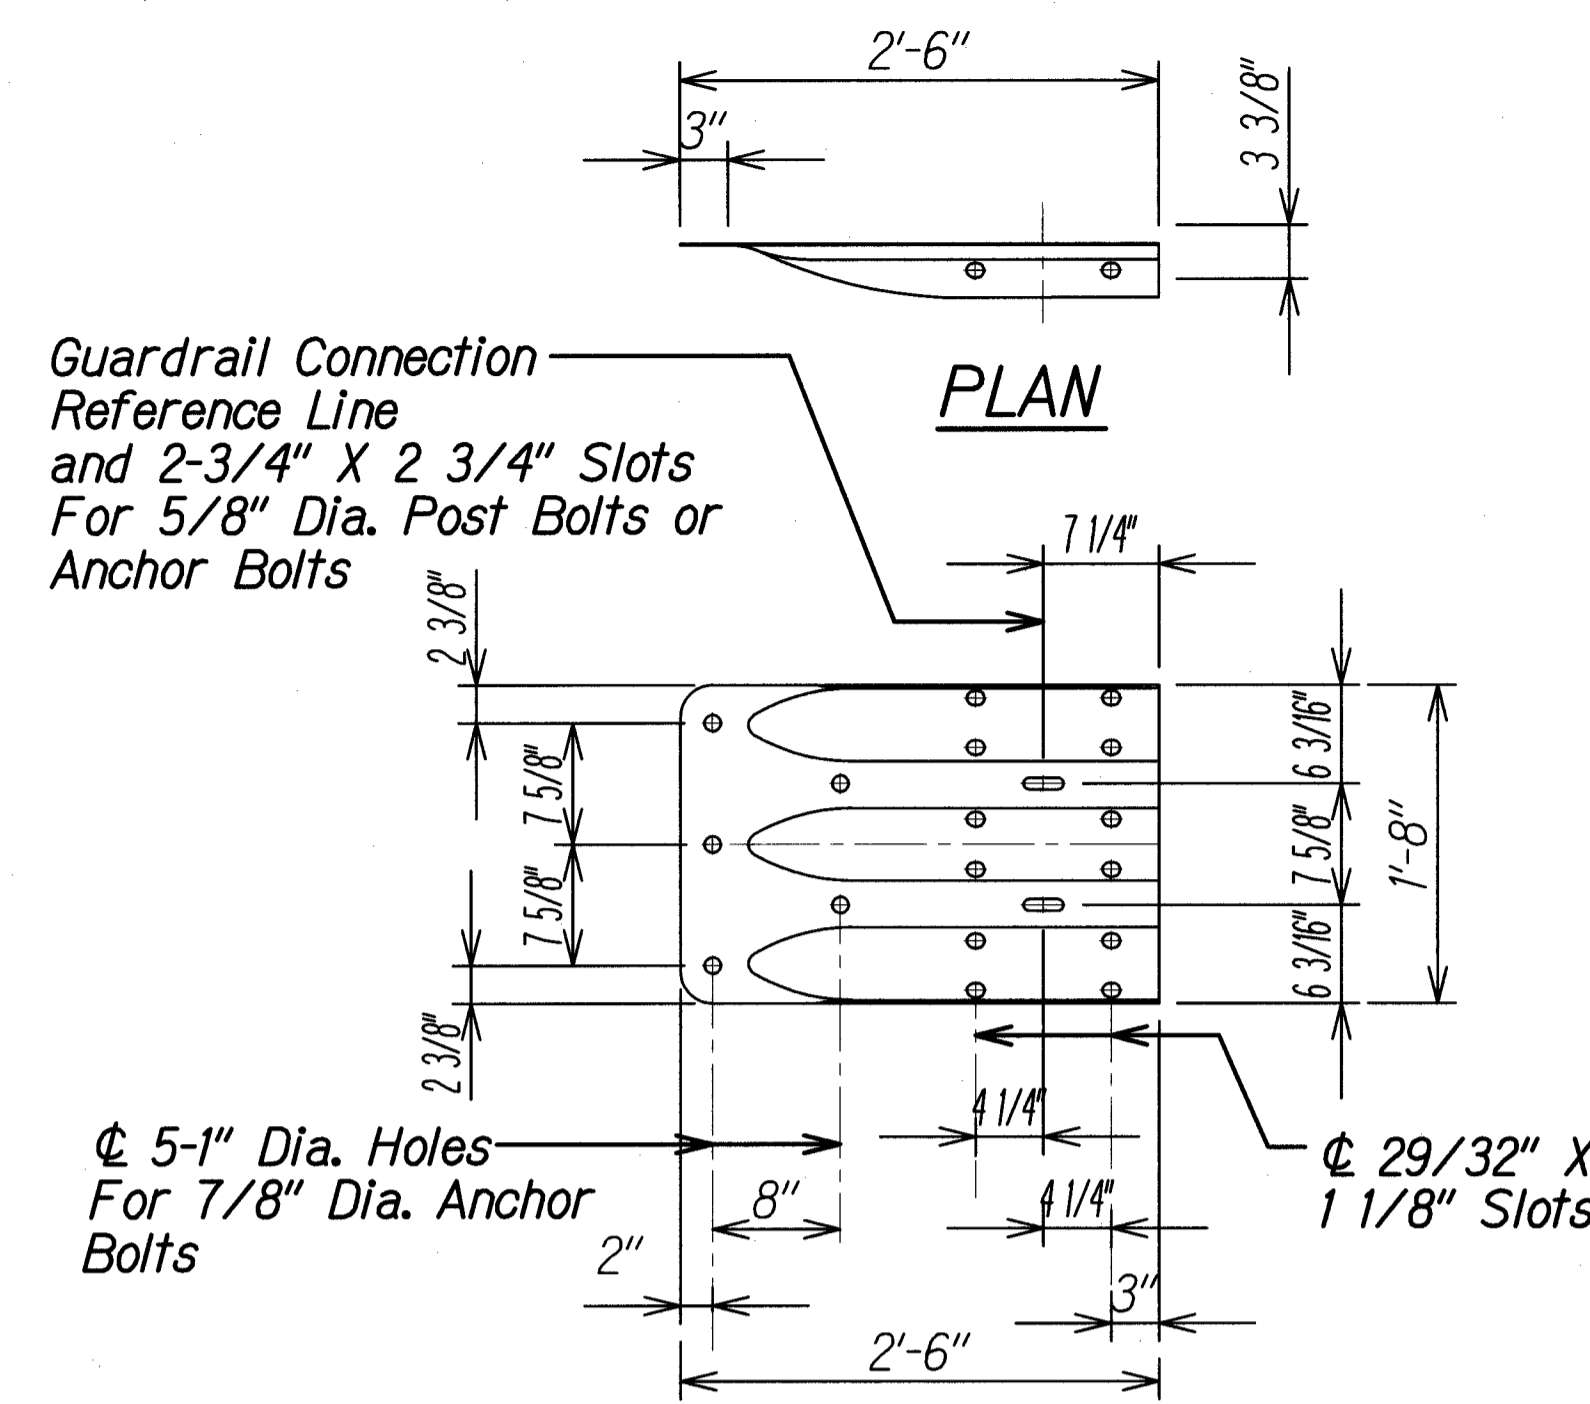 2'-6"
3"
3 3/8"
PLAN
Guardrail Connection
Reference Line
and 2-3/4" X 2 3/4" Slots
For 5/8" Dia. Post Bolts or
Anchor Bolts
7 1/4"
2 3/8"
7 5/8"
7 5/8"
2 3/8"
6 3/16"
7 5/8"
6 3/16"
1'-8"
℄ 5-1" Dia. Holes
For 7/8" Dia. Anchor
Bolts
4 1/4"
4 1/4"
℄ 29/32" X
1 1/8" Slots
8"
2"
3"
2'-6"